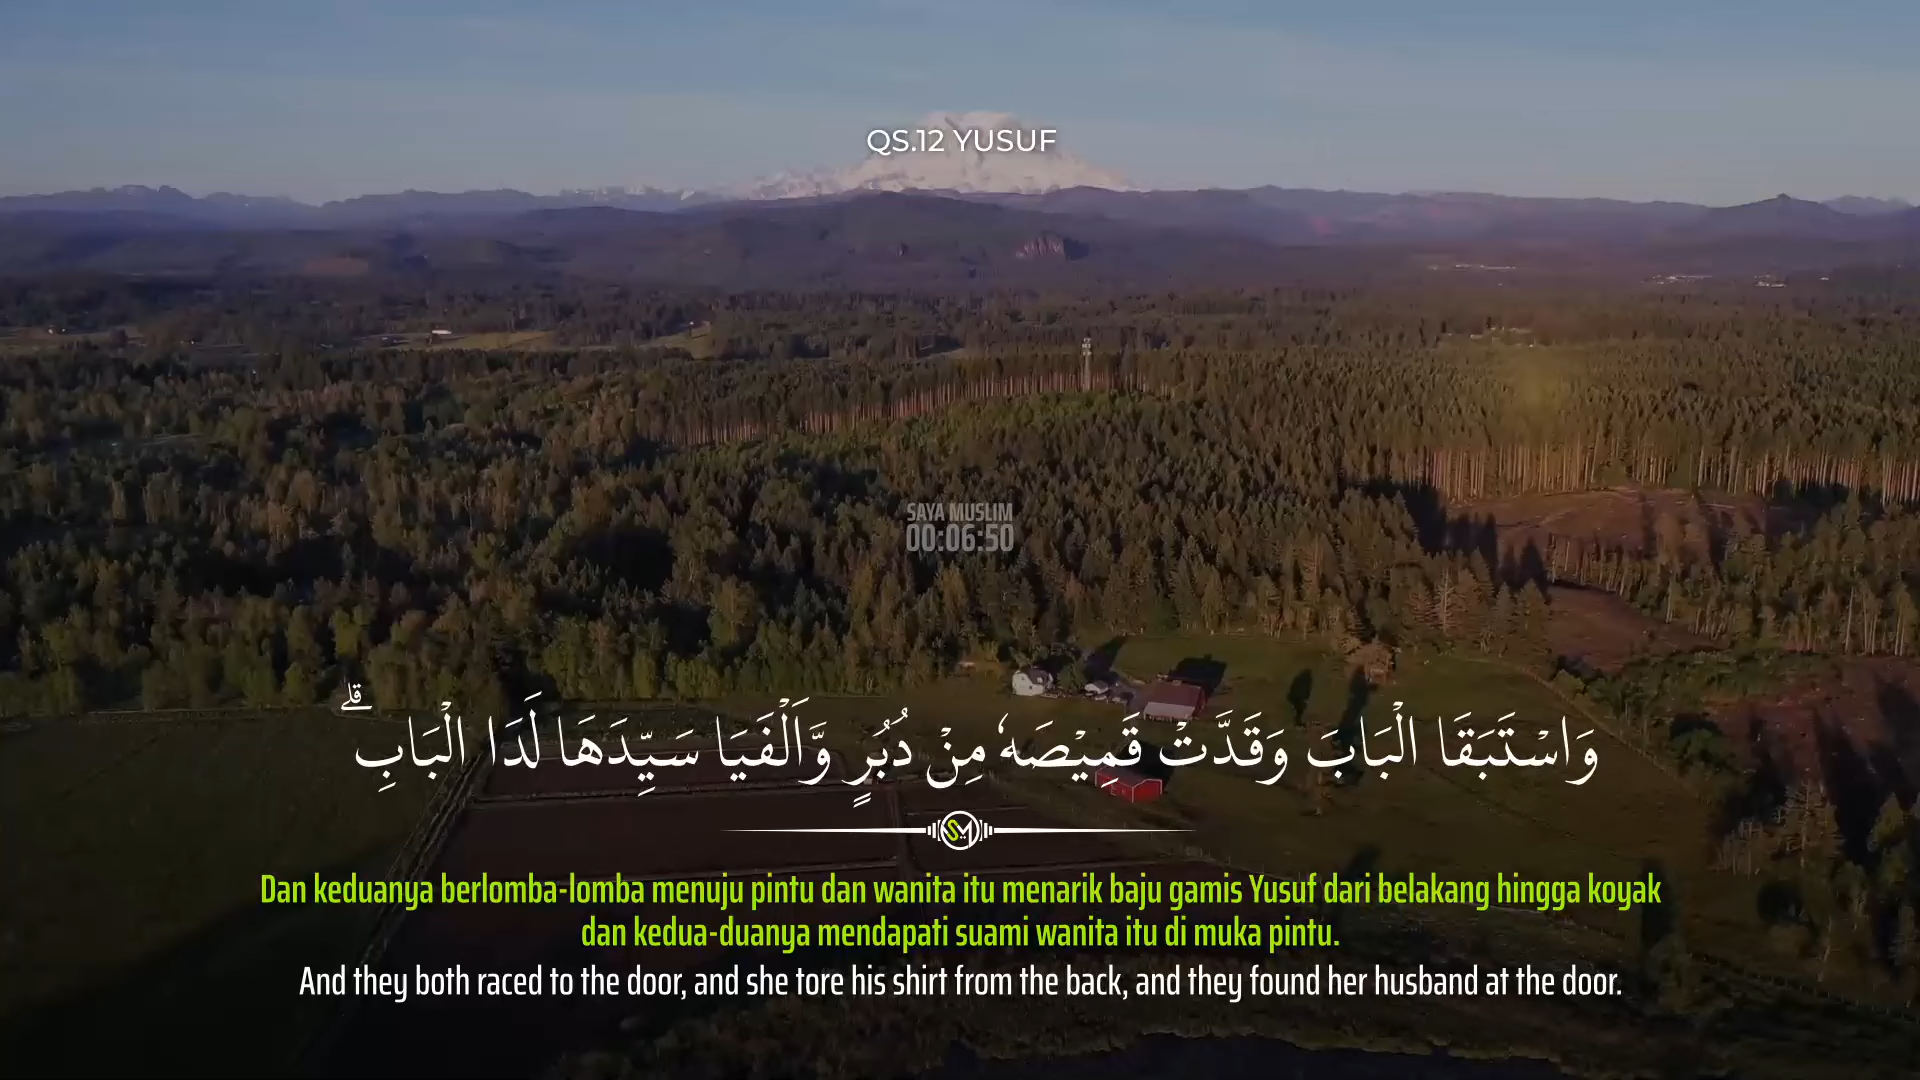 QS.12 YUSUF
SAYA MUSLIM
00:06:50
وَاسْتَبَقَا الْبَابَ وَقَدَّتْ قَمِيْصَهٗ مِنْ دُبُرٍ وَّاَلْفَيَا سَيِّدَهَا لَدَا الْبَابِۗ
SM
Dan keduanya berlomba-lomba menuju pintu dan wanita itu menarik baju gamis Yusuf dari belakang hingga koyak
dan kedua-duanya mendapati suami wanita itu di muka pintu.
And they both raced to the door, and she tore his shirt from the back, and they found her husband at the door.